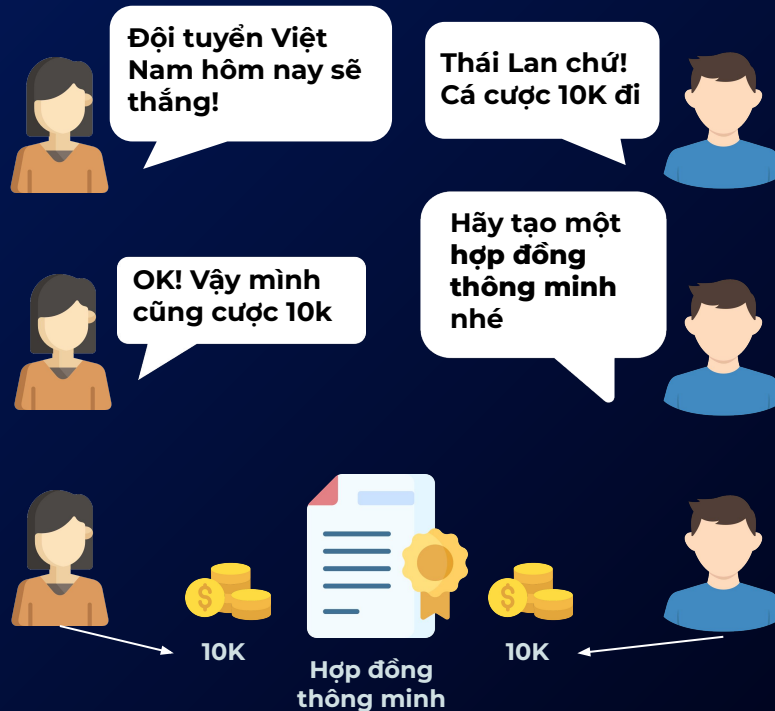 Đội tuyển Việt
Nam hôm nay sẽ
thắng!
Thái Lan chứ!
Cá cược 10K đi
OK! Vậy mình
cũng cược 10k
Hãy tạo một
hợp đồng
thông minh
nhé
$
$
10K
10K
Hợp đồng
thông minh